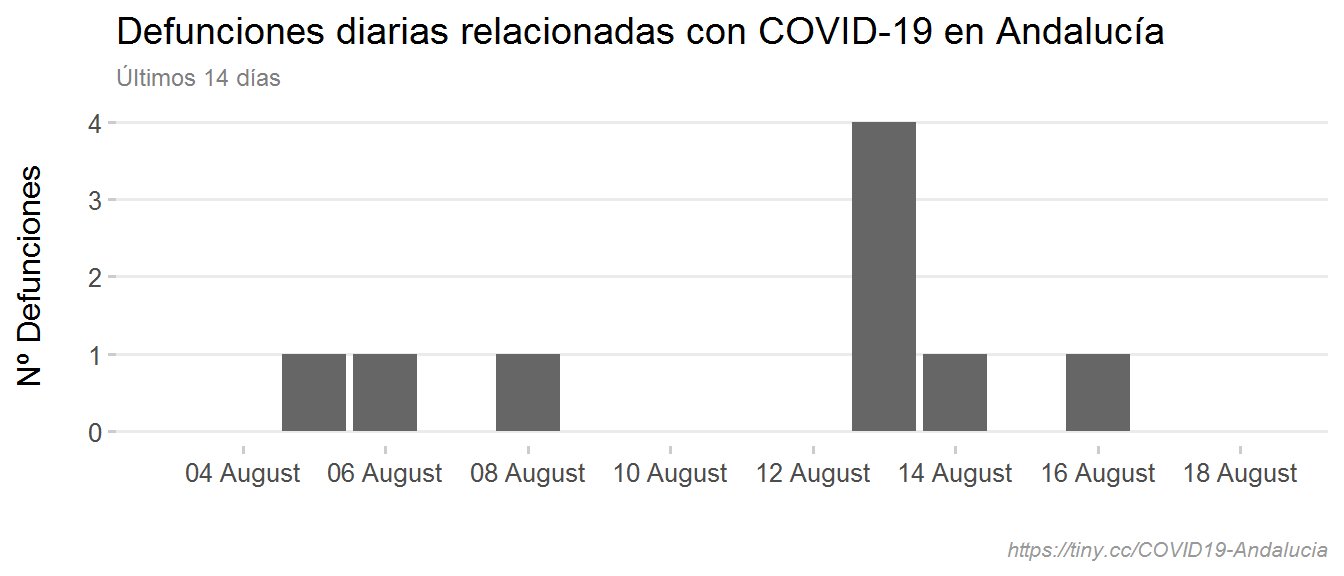 Defunciones diarias relacionadas con COVID-19 en Andalucía
Últimos 14 días
Nº Defunciones
4
3
2
1
0
04 August 06 August 08 August 10 August 12 August 14 August 16 August 18 August
https://tiny.cc/COVID19-Andalucia